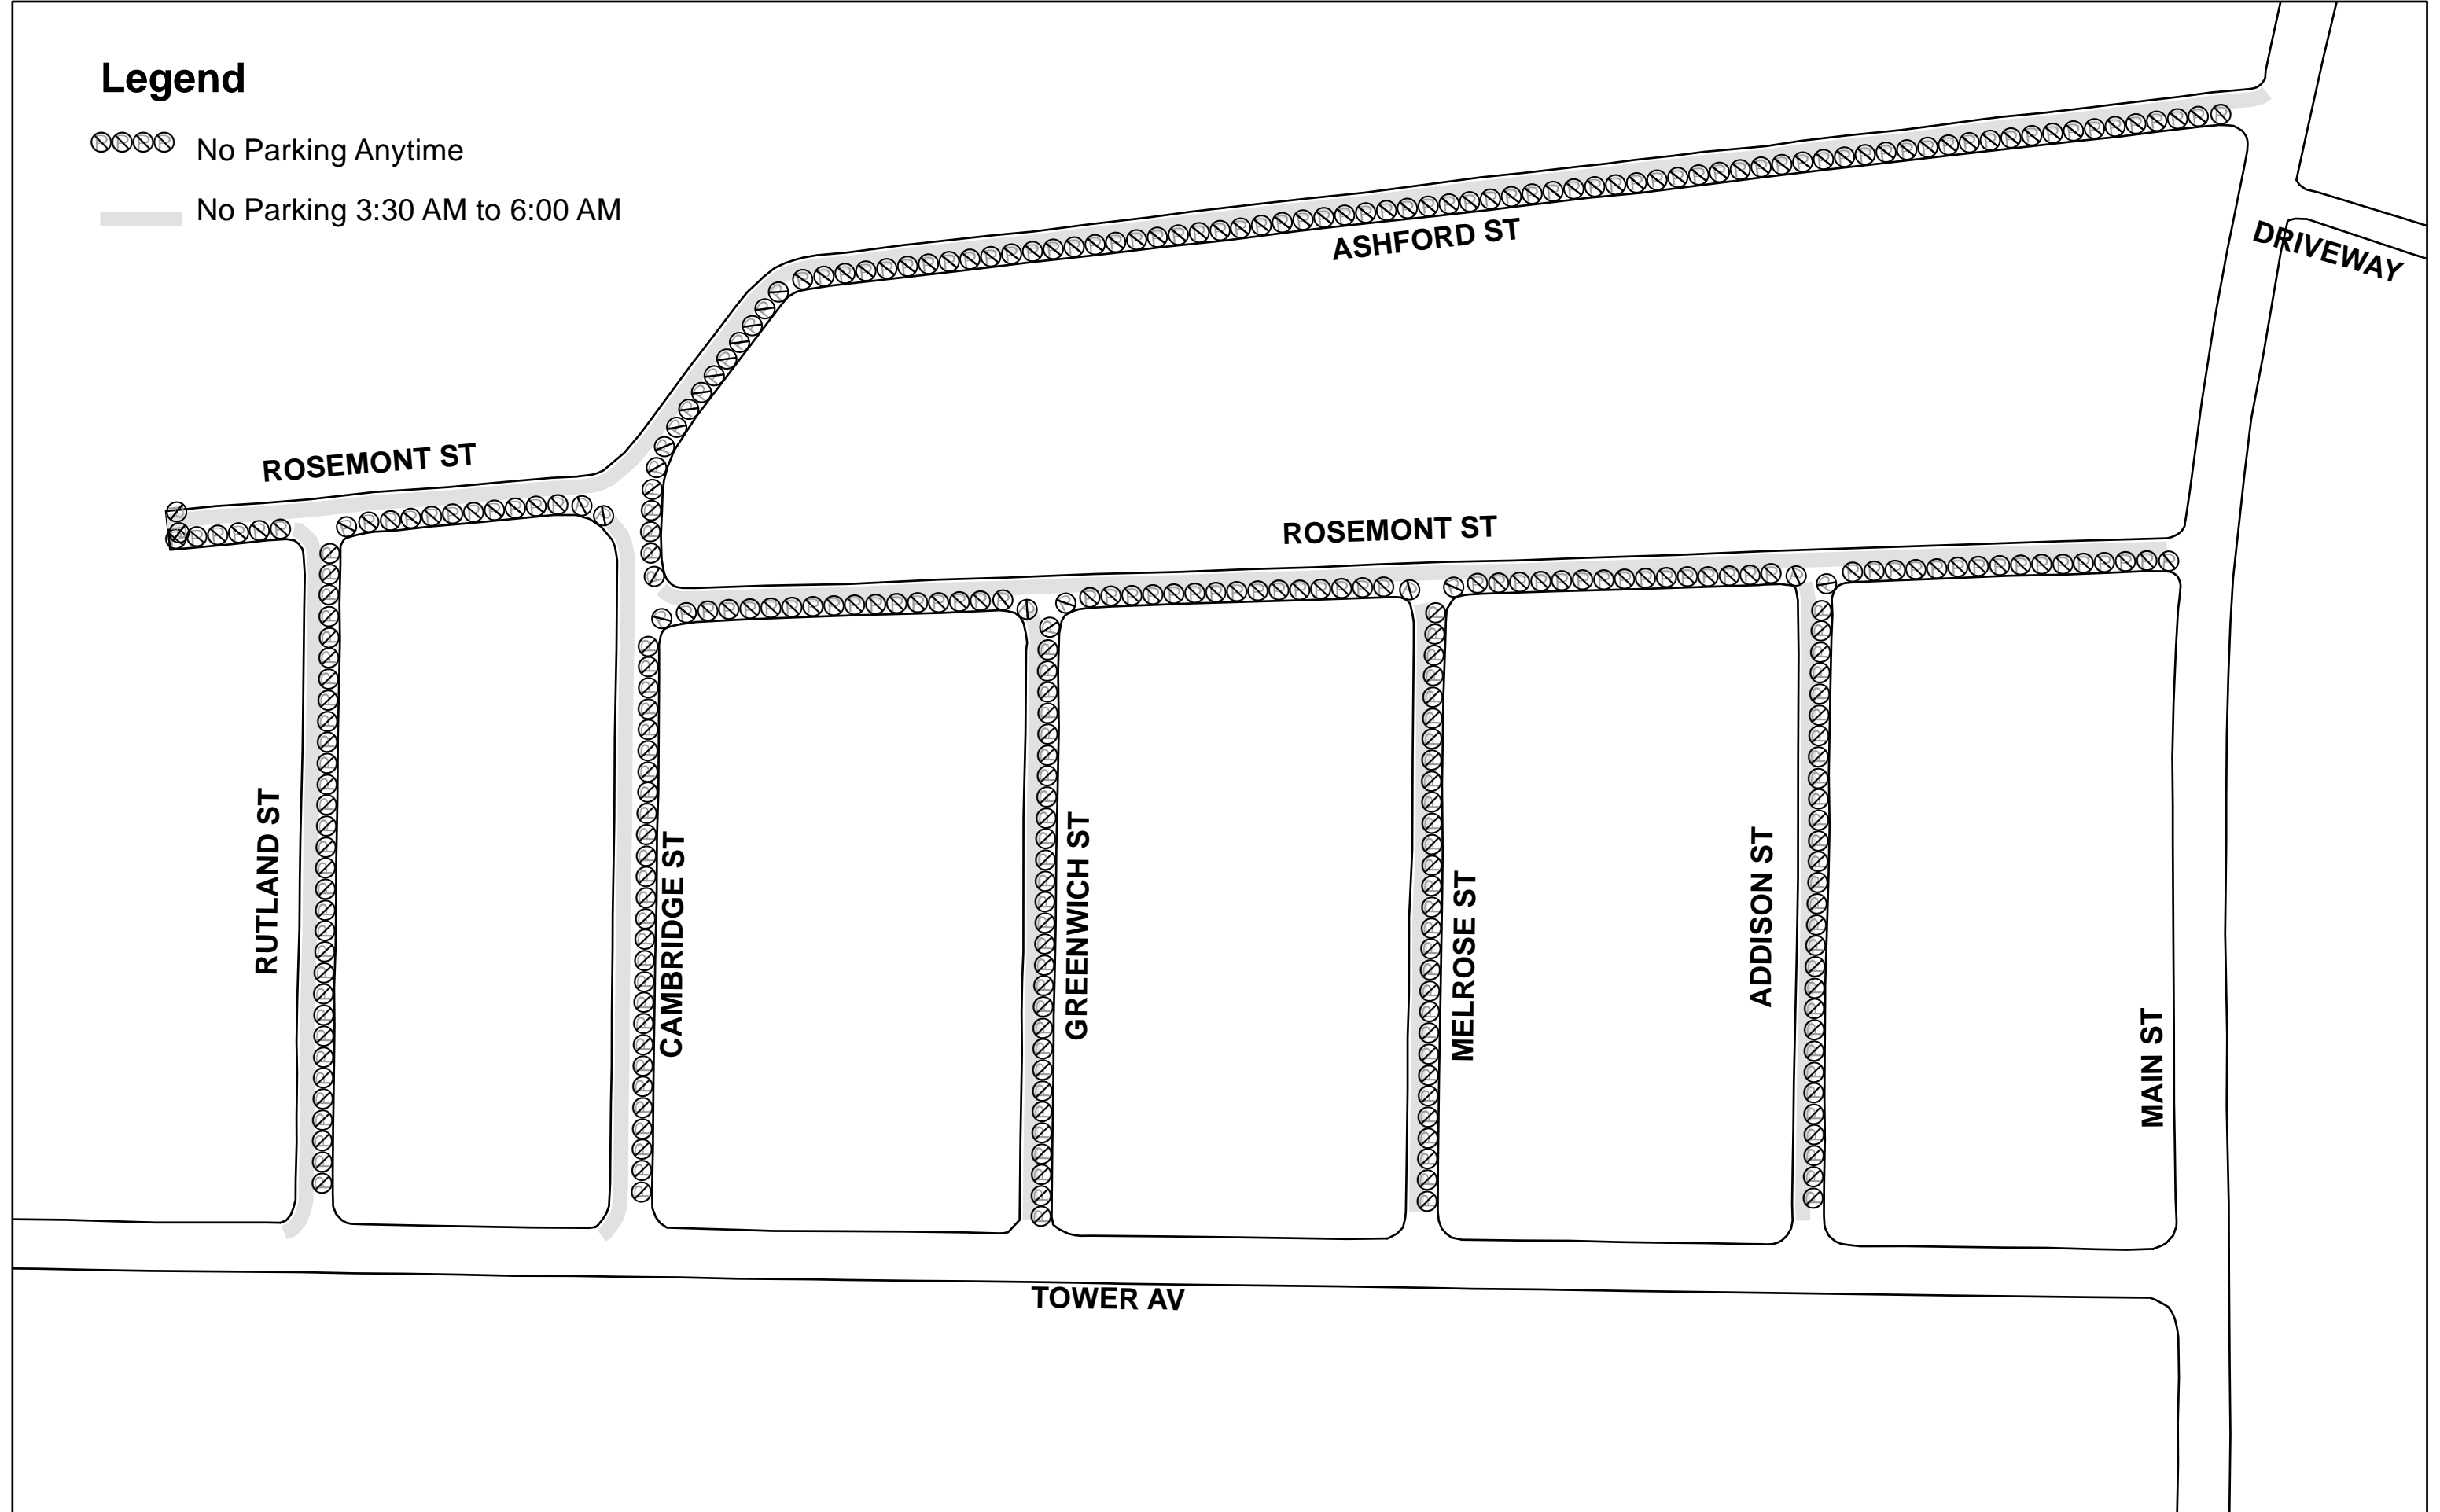 Legend
No Parking Anytime
No Parking 3:30 AM to 6:00 AM
ASHFORD ST
DRIVEWAY
ROSEMONT ST
ROSEMONT ST
RUTLAND ST
CAMBRIDGE ST
GREENWICH ST
MELROSE ST
ADDISON ST
MAIN ST
TOWER AV